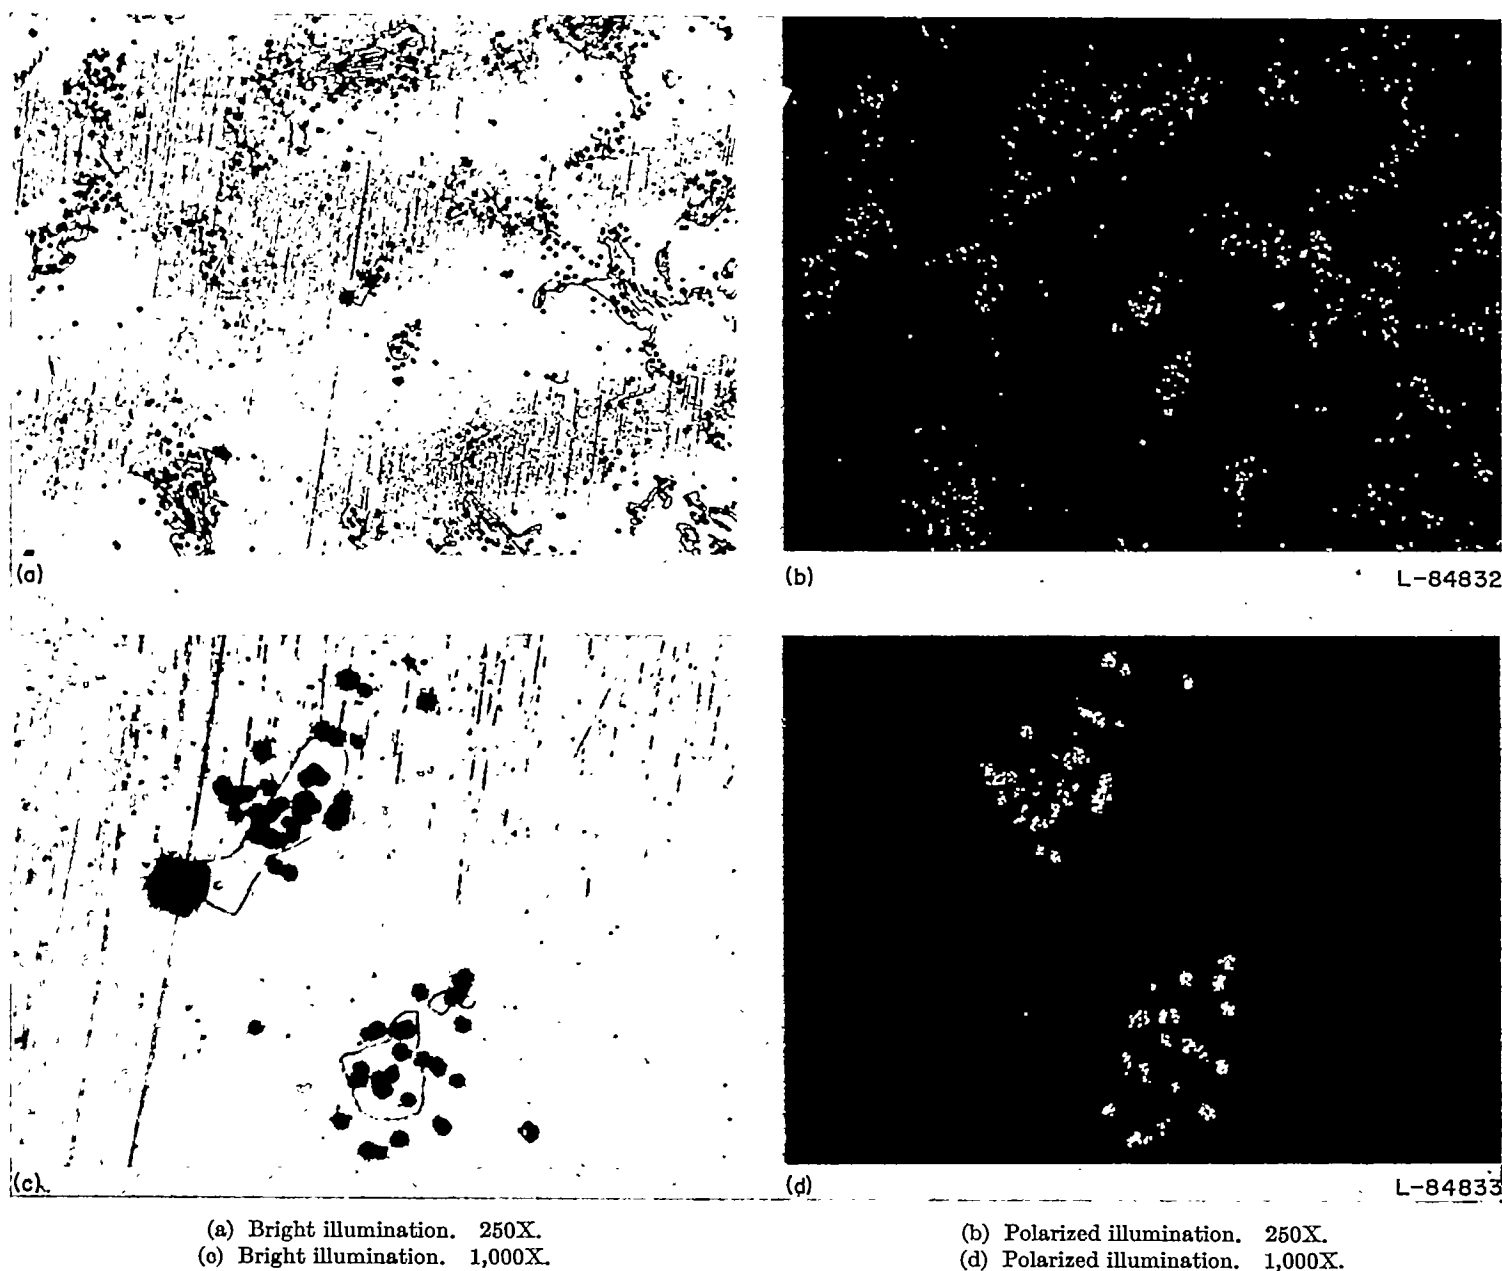 (a)
(b) L-84832
(c)
(d) L-84833
(a) Bright illumination. 250X.
(b) Polarized illumination. 250X.
(c) Bright illumination. 1,000X.
(d) Polarized illumination. 1,000X.